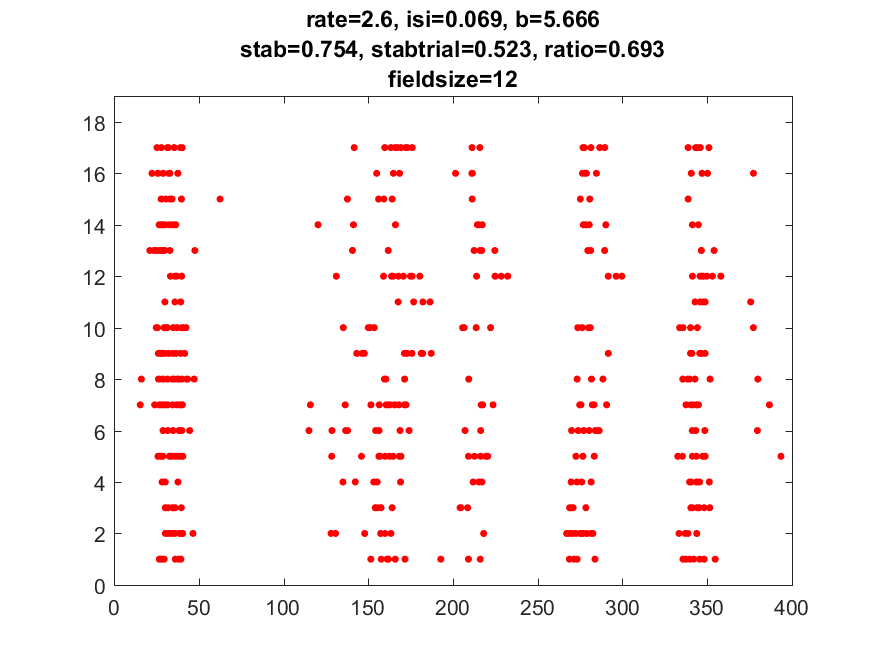 rate=2.6, isi=0.069, b=5.666
stab=0.754, stabtrial=0.523, ratio=0.693
fieldsize=12
18
16
14
12
10
8
6
4
2
0
0 50 100 150 200 250 300 350 400